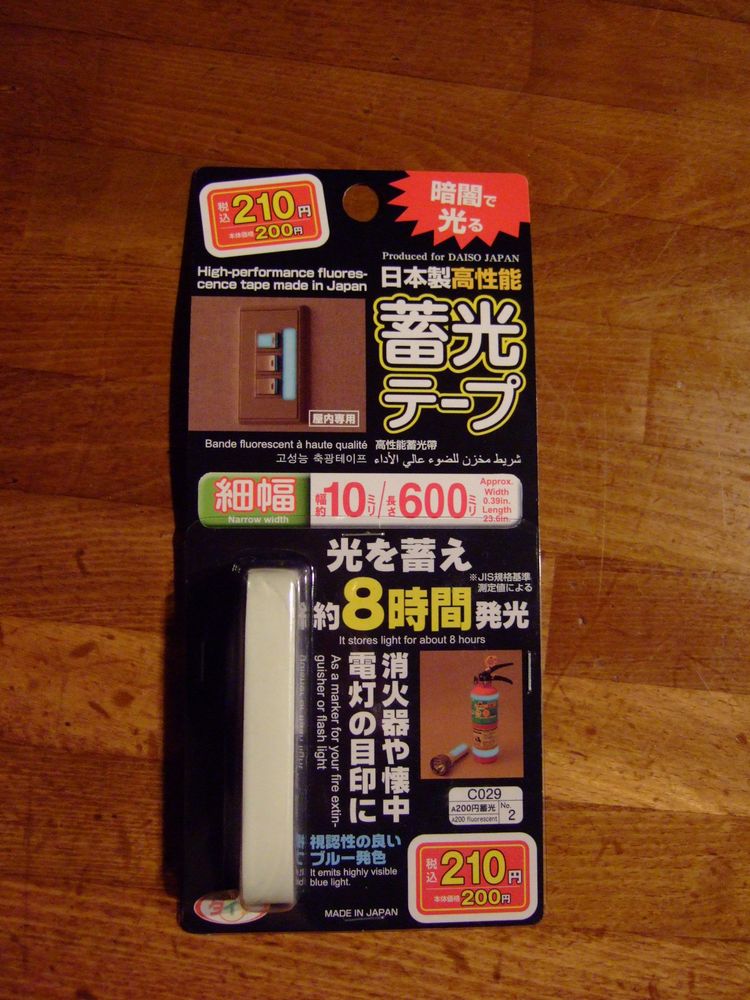 税込210円
本体価格200円
暗闇で
光る
Produced for DAISO JAPAN
High-performance fluores-
cence tape made in Japan
日本製高性能
蓄光
テープ
屋内専用
Bande fluorescent à haute qualité 高性能蓄光帶
고성능 축광테이프 شريط مخزن للضوء عالي الأداء
細幅
Narrow width
幅約10ミリ/長さ600ミリ
Approx.
Width
0.39in.
Length
23.6in.
光を蓄え
※JIS規格基準
測定値による
約8時間発光
It stores light for about 8 hours
消火器や懐中
電灯の目印に
As a marker for your fire extin-
guisher or flash light
C029
A200円蓄光
A200 fluorescent
No.
2
視認性の良い
ブルー発色
It emits highly visible
blue light.
税込210円
本体価格200円
MADE IN JAPAN